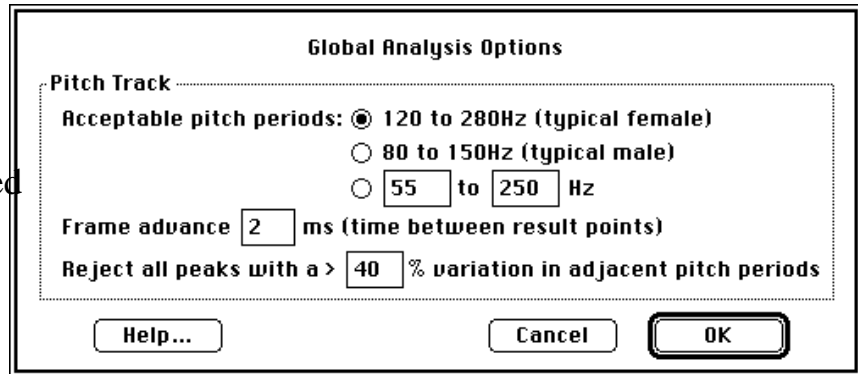 Global Analysis Options
Pitch Track
Acceptable pitch periods: 120 to 280Hz (typical female)
80 to 150Hz (typical male)
55 to 250 Hz
ed
Frame advance 2 ms (time between result points)
Reject all peaks with a > 40 % variation in adjacent pitch periods
Help... Cancel OK